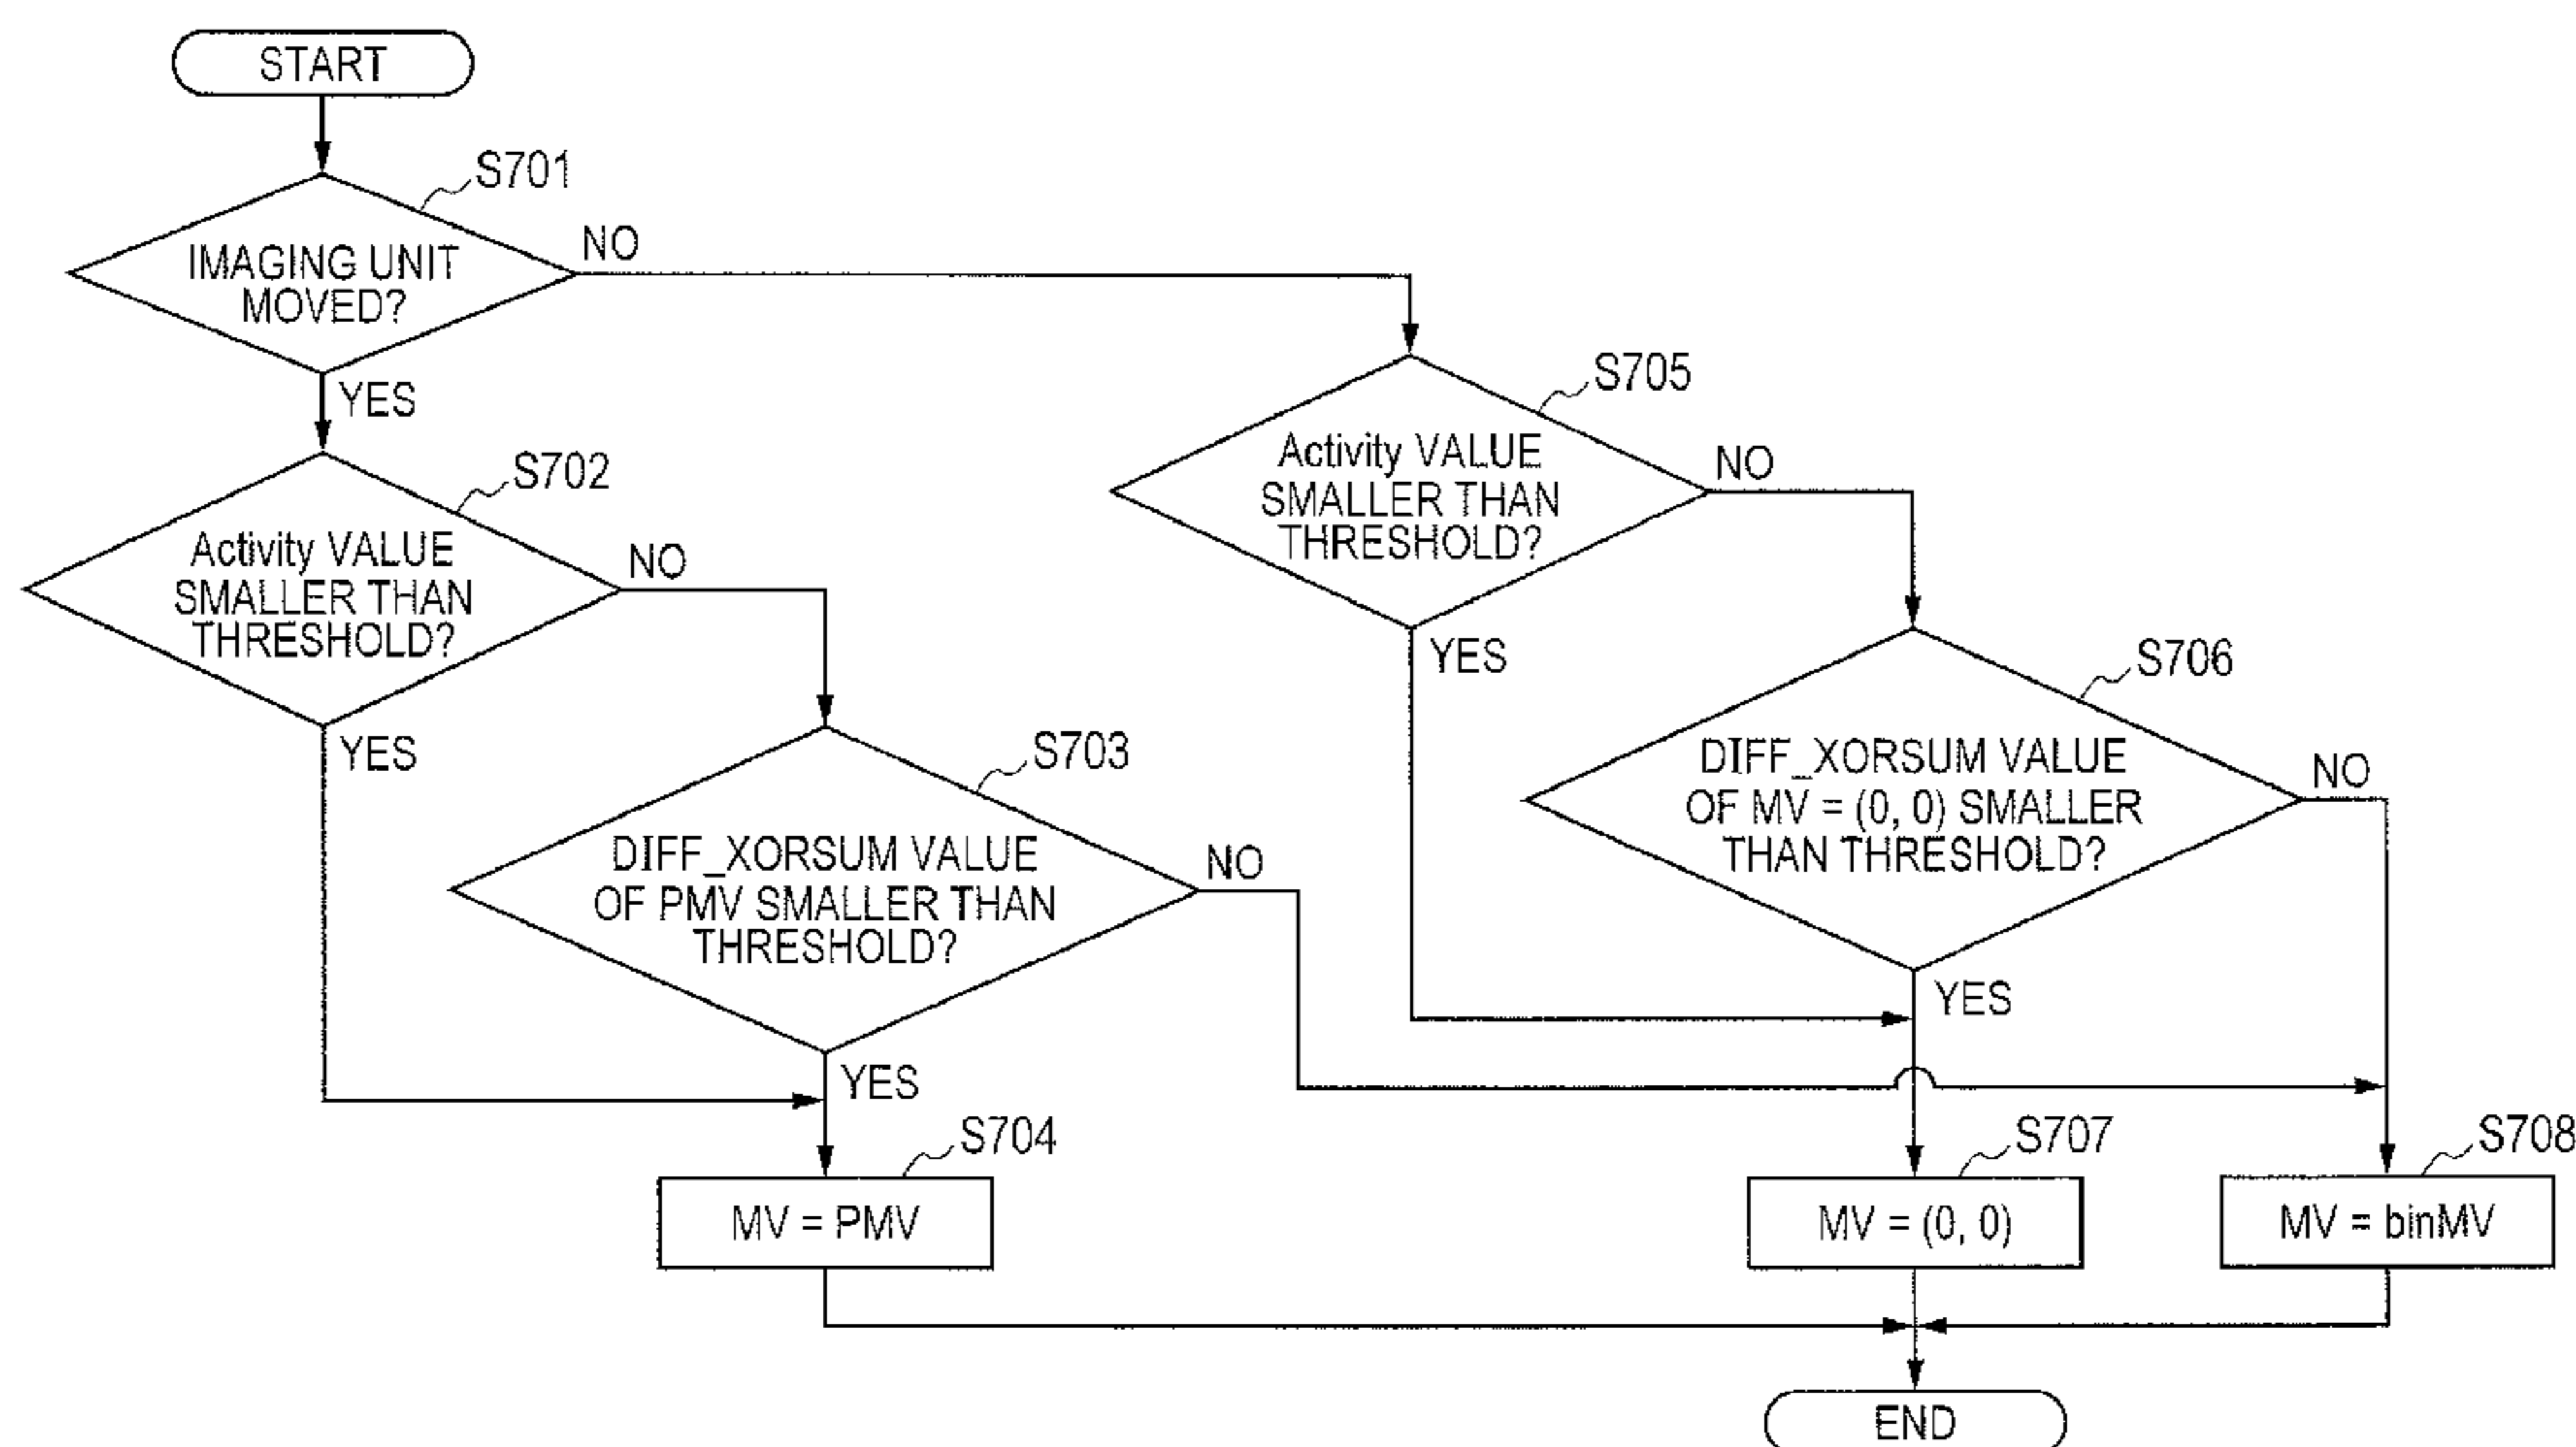 START
S701
IMAGING UNIT
MOVED?
NO
YES
S702
Activity VALUE
SMALLER THAN
THRESHOLD?
NO
YES
S703
DIFF_XORSUM VALUE
OF PMV SMALLER THAN
THRESHOLD?
NO
YES
S704
MV = PMV
S705
Activity VALUE
SMALLER THAN
THRESHOLD?
NO
YES
S706
DIFF_XORSUM VALUE
OF MV = (0, 0) SMALLER
THAN THRESHOLD?
NO
YES
S707
MV = (0, 0)
S708
MV = binMV
END